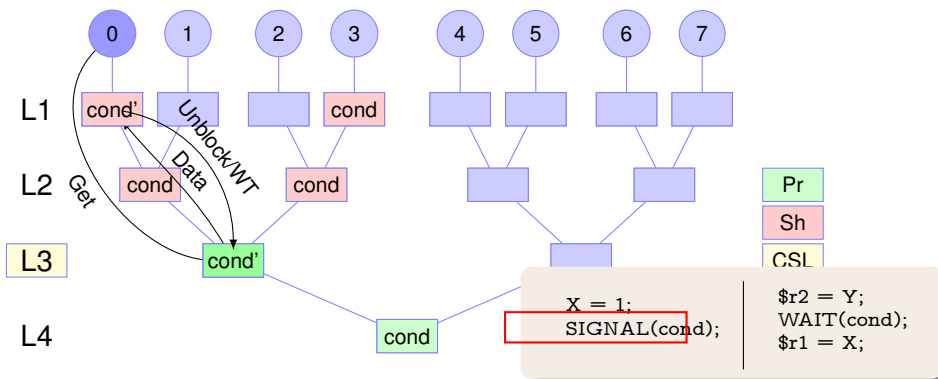 0 1 2 3 4 5 6 7
L1 cond' cond
Unblock/WT
Data
Get
L2 cond cond Pr
Sh
L3 cond' CSL
L4 cond
X = 1;
SIGNAL(cond);
$r2 = Y;
WAIT(cond);
$r1 = X;